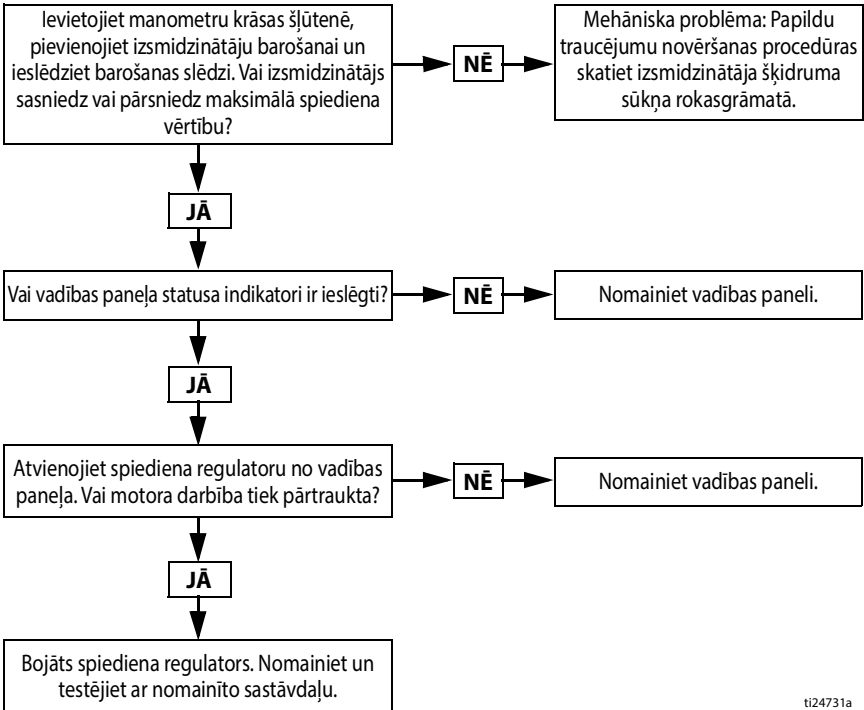 Ievietojiet manometru krāsas šļūtenē,
pievienojiet izsmidzinātāju barošanai un
ieslēdziet barošanas slēdzi. Vai izsmidzinātājs
sasniedz vai pārsniedz maksimālā spiediena
vērtību?
NĒ
Mehāniska problēma: Papildu
traucējumu novēršanas procedūras
skatiet izsmidzinātāja šķidruma
sūkņa rokasgrāmatā.
JĀ
Vai vadības paneļa statusa indikatori ir ieslēgti?
NĒ
Nomainiet vadības paneli.
JĀ
Atvienojiet spiediena regulatoru no vadības
paneļa. Vai motora darbība tiek pārtraukta?
NĒ
Nomainiet vadības paneli.
JĀ
Bojāts spiediena regulators. Nomainiet un
testējiet ar nomainīto sastāvdaļu.
ti24731a